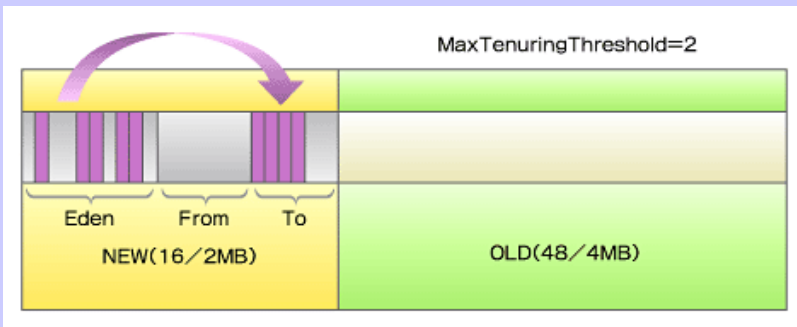 MaxTenuringThreshold=2
Eden From To
NEW(16／2MB)
OLD(48／4MB)